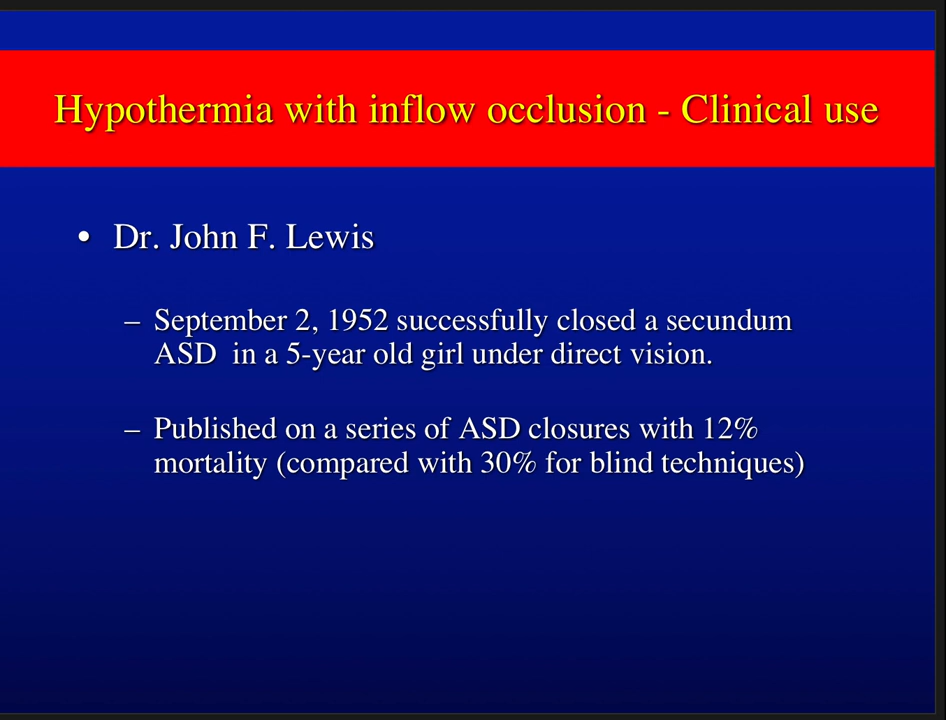 Hypothermia with inflow occlusion - Clinical use
• Dr. John F. Lewis
– September 2, 1952 successfully closed a secundum
ASD  in a 5-year old girl under direct vision.
– Published on a series of ASD closures with 12%
mortality (compared with 30% for blind techniques)